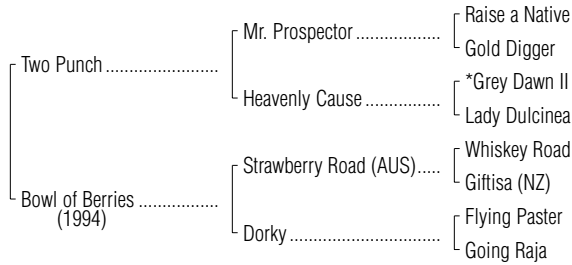 Raise a Native
Mr. Prospector ...................
Gold Digger
Two Punch .........................
*Grey Dawn II
Heavenly Cause .................
Lady Dulcinea
Whiskey Road
Strawberry Road (AUS).....
Giftisa (NZ)
Bowl of Berries ..................
(1994)
Flying Paster
Dorky..................................
Going Raja